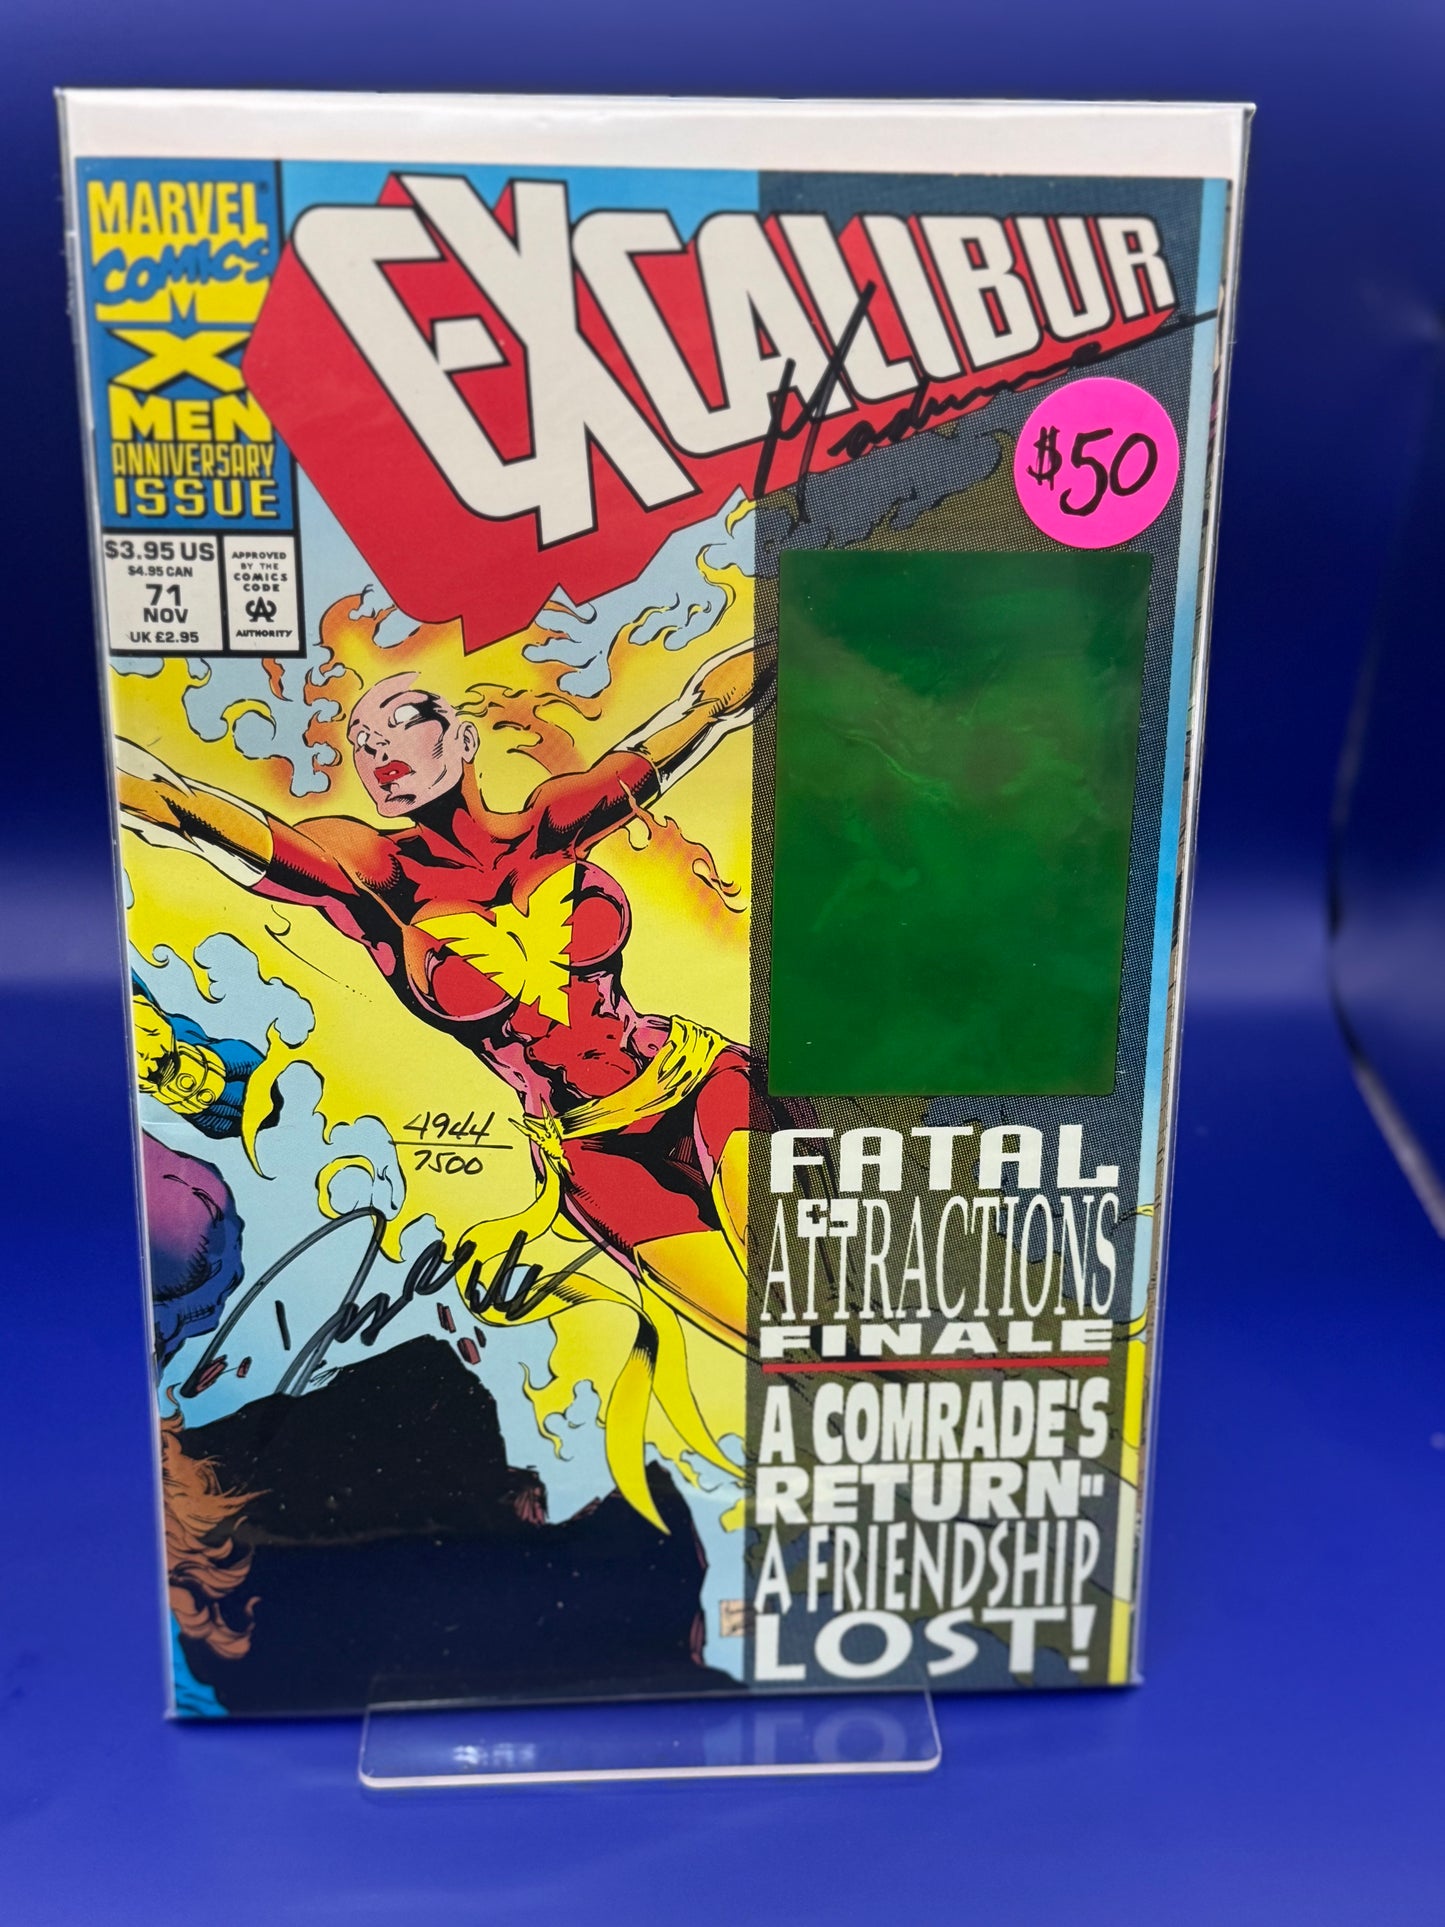 MARVEL
COMICS
X
MEN
ANNIVERSARY
ISSUE
$3.95 US
$4.95 CAN
71
NOV
UK £2.95
APPROVED
BY THE
COMICS
CODE
CA
AUTHORITY
EXCALIBUR
$50
4944
7500
FATAL
ATTRACTIONS
FINALE
A COMRADE'S
RETURN--
A FRIENDSHIP
LOST!